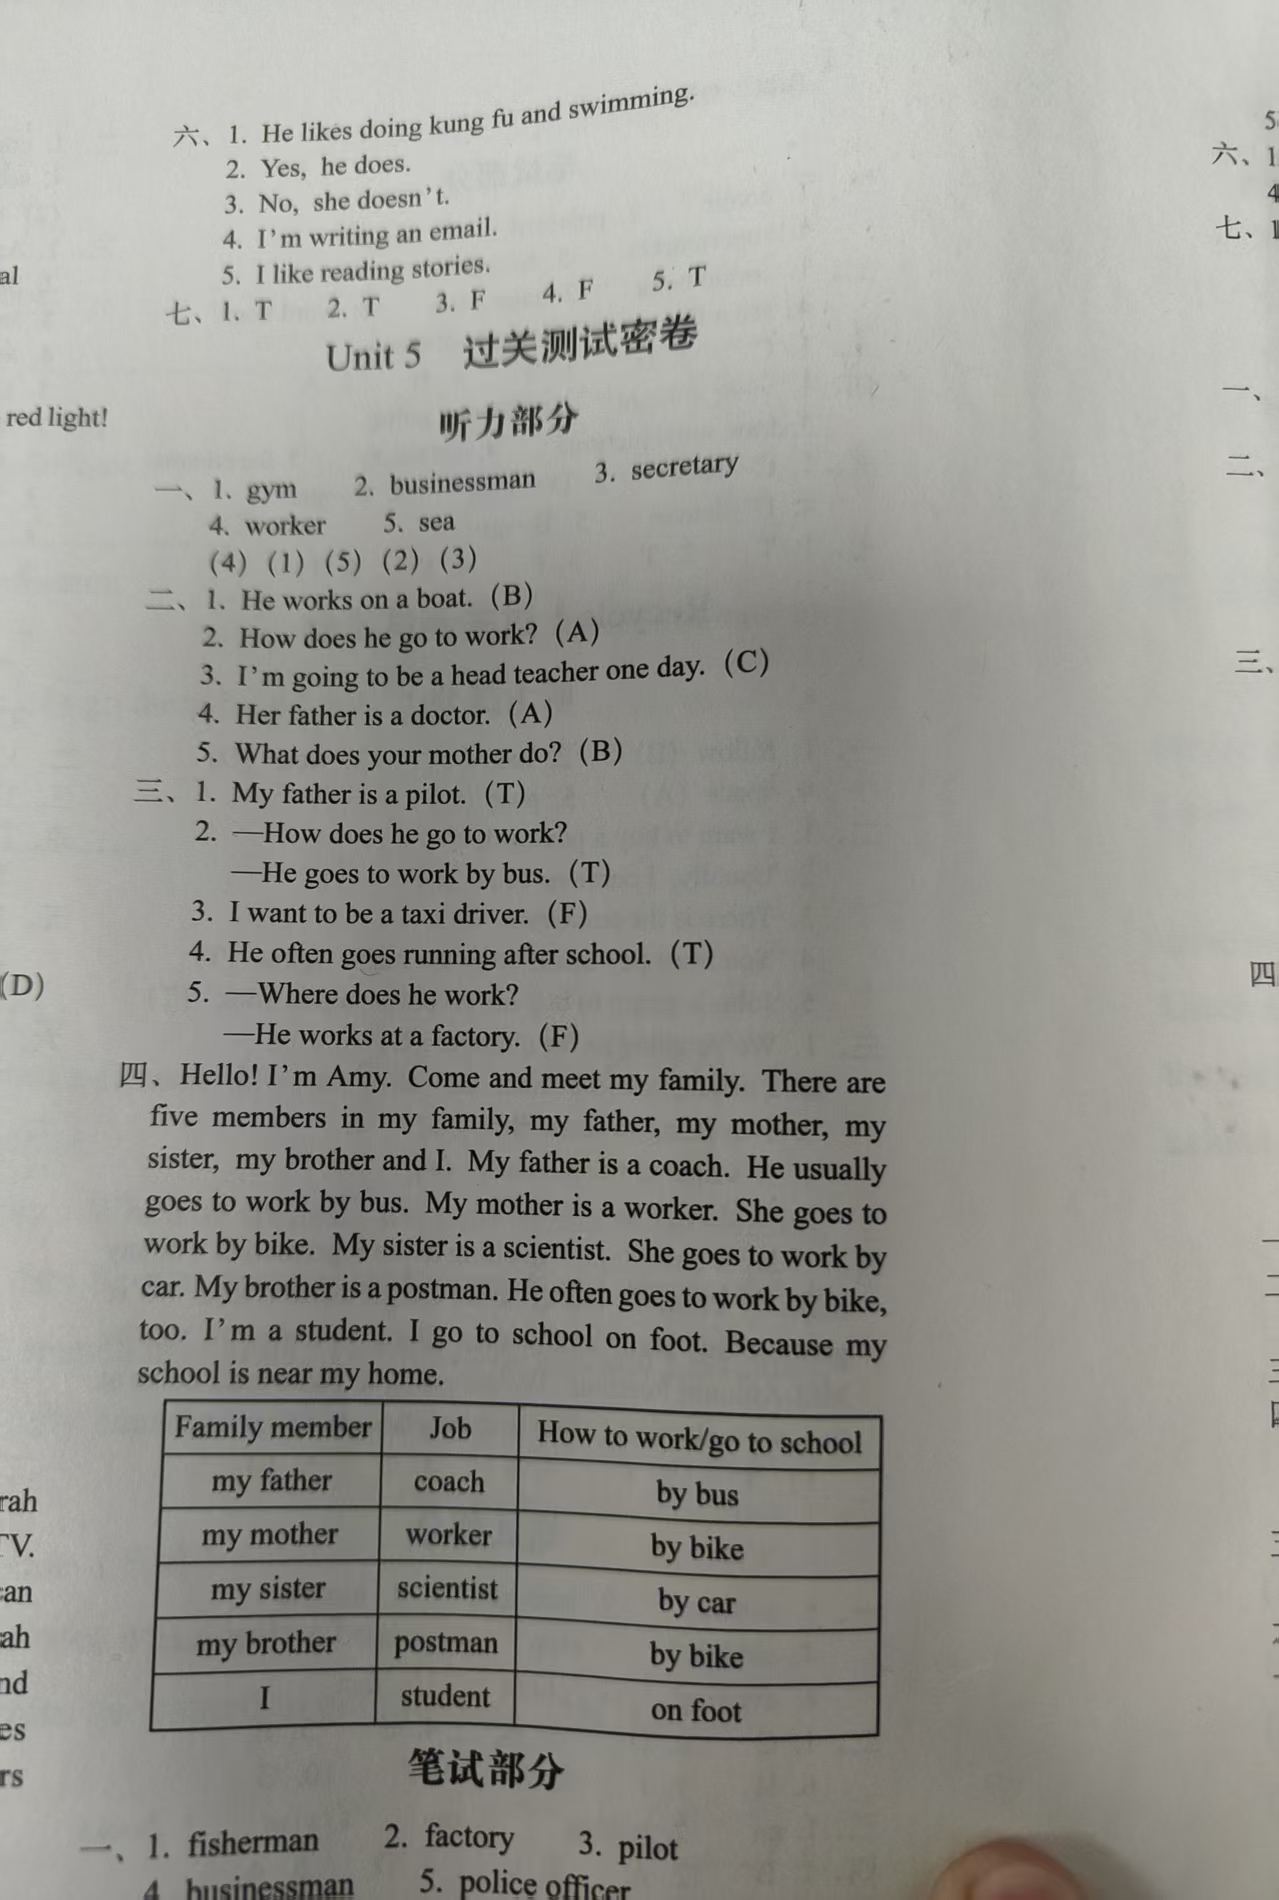 六、1. He likes doing kung fu and swimming.
2. Yes, he does.
3. No, she doesn't.
4. I'm writing an email.
5. I like reading stories.
七、1. T 2. T 3. F 4. F 5. T
Unit 5 过关测试密卷
听力部分
一、1. gym 2. businessman 3. secretary
4. worker 5. sea
(4) (1) (5) (2) (3)
二、1. He works on a boat. (B)
2. How does he go to work? (A)
3. I'm going to be a head teacher one day. (C)
4. Her father is a doctor. (A)
5. What does your mother do? (B)
三、1. My father is a pilot. (T)
2. —How does he go to work?
—He goes to work by bus. (T)
3. I want to be a taxi driver. (F)
4. He often goes running after school. (T)
5. —Where does he work?
—He works at a factory. (F)
四、Hello! I'm Amy. Come and meet my family. There are
five members in my family, my father, my mother, my
sister, my brother and I. My father is a coach. He usually
goes to work by bus. My mother is a worker. She goes to
work by bike. My sister is a scientist. She goes to work by
car. My brother is a postman. He often goes to work by bike,
too. I'm a student. I go to school on foot. Because my
school is near my home.
Family member Job How to work/go to school
my father coach by bus
my mother worker by bike
my sister scientist by car
my brother postman by bike
I student on foot
笔试部分
一、1. fisherman 2. factory 3. pilot
4. businessman 5. police officer
red light!
(D)
5
六、1
4
七、1
一、
二、
三、
四